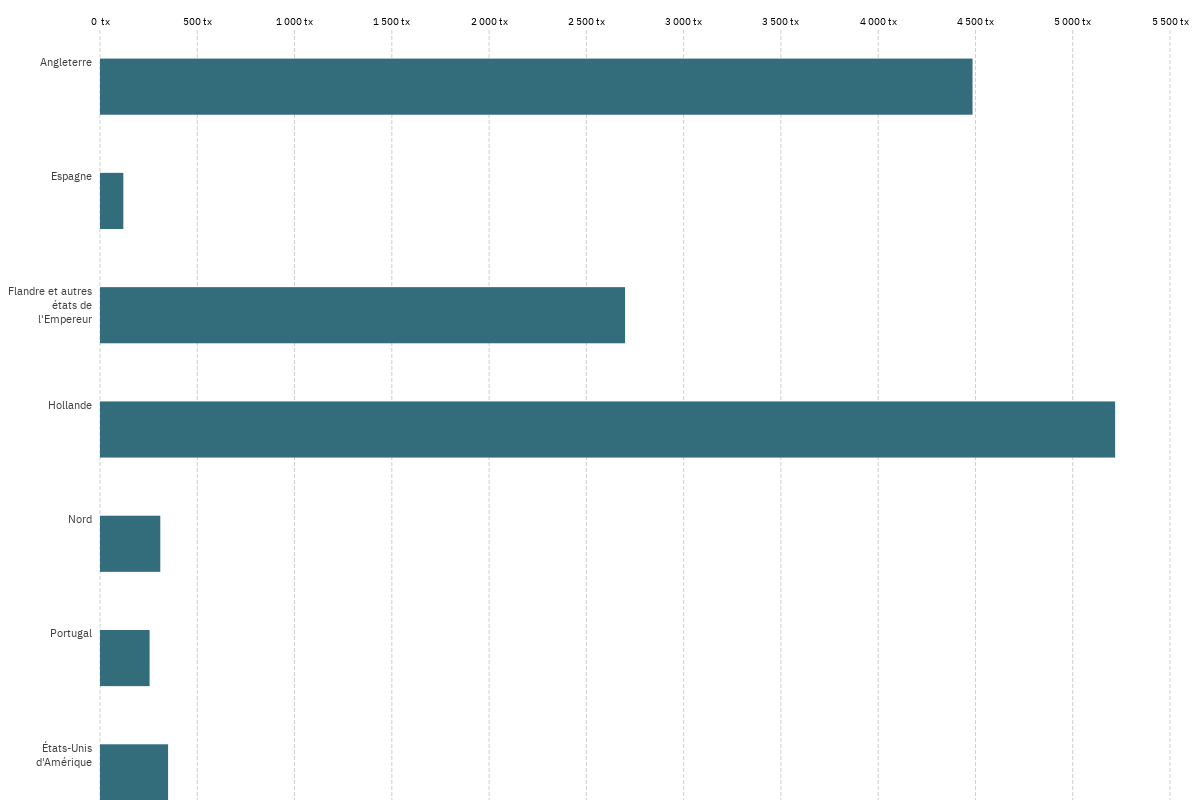 0 tx
500 tx
1 000 tx
1 500 tx
2 000 tx
2 500 tx
3 000 tx
3 500 tx
4 000 tx
4 500 tx
5 000 tx
5 500 tx
Angleterre
Espagne
Flandre et autres
états de
l'Empereur
Hollande
Nord
Portugal
États-Unis
d'Amérique